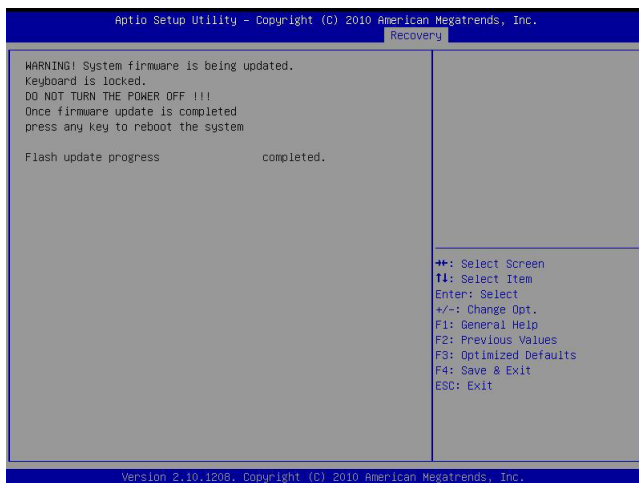 Aptio Setup Utility – Copyright (C) 2010 American Megatrends, Inc.
Recovery
WARNING! System firmware is being updated.
Keyboard is locked.
DO NOT TURN THE POWER OFF !!!
Once firmware update is completed
press any key to reboot the system
Flash update progress completed.
→←: Select Screen
↑↓: Select Item
Enter: Select
+/-: Change Opt.
F1: General Help
F2: Previous Values
F3: Optimized Defaults
F4: Save & Exit
ESC: Exit
Version 2.10.1208. Copyright (C) 2010 American Megatrends, Inc.